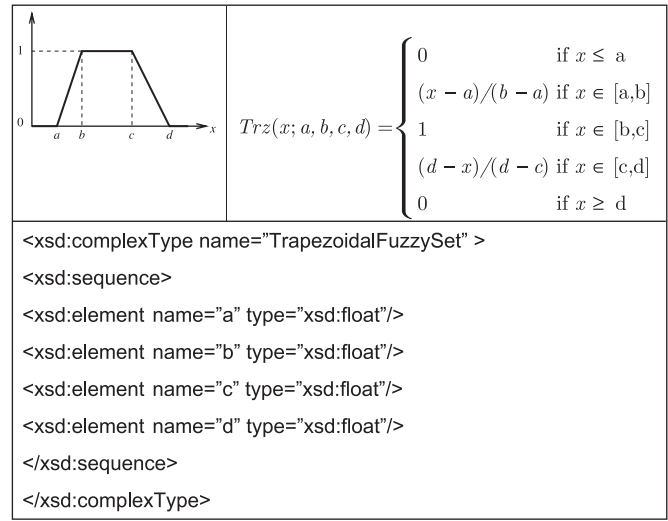 1
0
a b c d x
Trz(x; a, b, c, d) =
0 if x ≤ a
(x − a)/(b − a) if x ∈ [a,b]
1 if x ∈ [b,c]
(d − x)/(d − c) if x ∈ [c,d]
0 if x ≥ d
<xsd:complexType name=”TrapezoidalFuzzySet” >
<xsd:sequence>
<xsd:element name=”a” type=”xsd:float”/>
<xsd:element name=”b” type=”xsd:float”/>
<xsd:element name=”c” type=”xsd:float”/>
<xsd:element name=”d” type=”xsd:float”/>
</xsd:sequence>
</xsd:complexType>